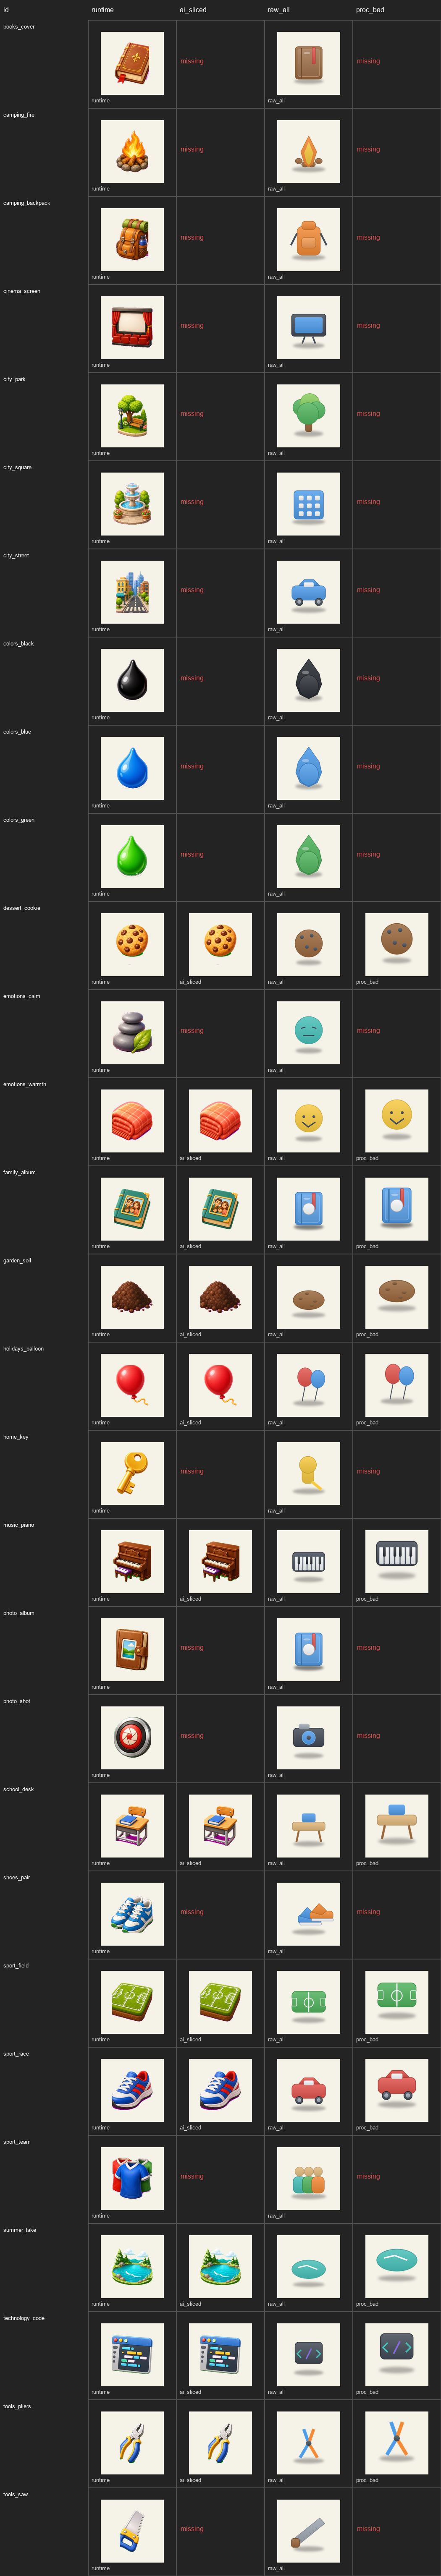 id runtime ai_sliced raw_all proc_bad
books_cover
missing missing
runtime raw_all
camping_fire
missing missing
runtime raw_all
camping_backpack
missing missing
runtime raw_all
cinema_screen
missing missing
runtime raw_all
city_park
missing missing
runtime raw_all
city_square
missing missing
runtime raw_all
city_street
missing missing
runtime raw_all
colors_black
missing missing
runtime raw_all
colors_blue
missing missing
runtime raw_all
colors_green
missing missing
runtime raw_all
dessert_cookie
runtime ai_sliced raw_all proc_bad
emotions_calm
missing missing
runtime raw_all
emotions_warmth
runtime ai_sliced raw_all proc_bad
family_album
runtime ai_sliced raw_all proc_bad
garden_soil
runtime ai_sliced raw_all proc_bad
holidays_balloon
runtime ai_sliced raw_all proc_bad
home_key
missing missing
runtime raw_all
music_piano
runtime ai_sliced raw_all proc_bad
photo_album
missing missing
runtime raw_all
photo_shot
missing missing
runtime raw_all
school_desk
runtime ai_sliced raw_all proc_bad
shoes_pair
missing missing
runtime raw_all
sport_field
runtime ai_sliced raw_all proc_bad
sport_race
runtime ai_sliced raw_all proc_bad
sport_team
missing missing
runtime raw_all
summer_lake
runtime ai_sliced raw_all proc_bad
technology_code
runtime ai_sliced raw_all proc_bad
tools_pliers
runtime ai_sliced raw_all proc_bad
tools_saw
missing missing
runtime raw_all